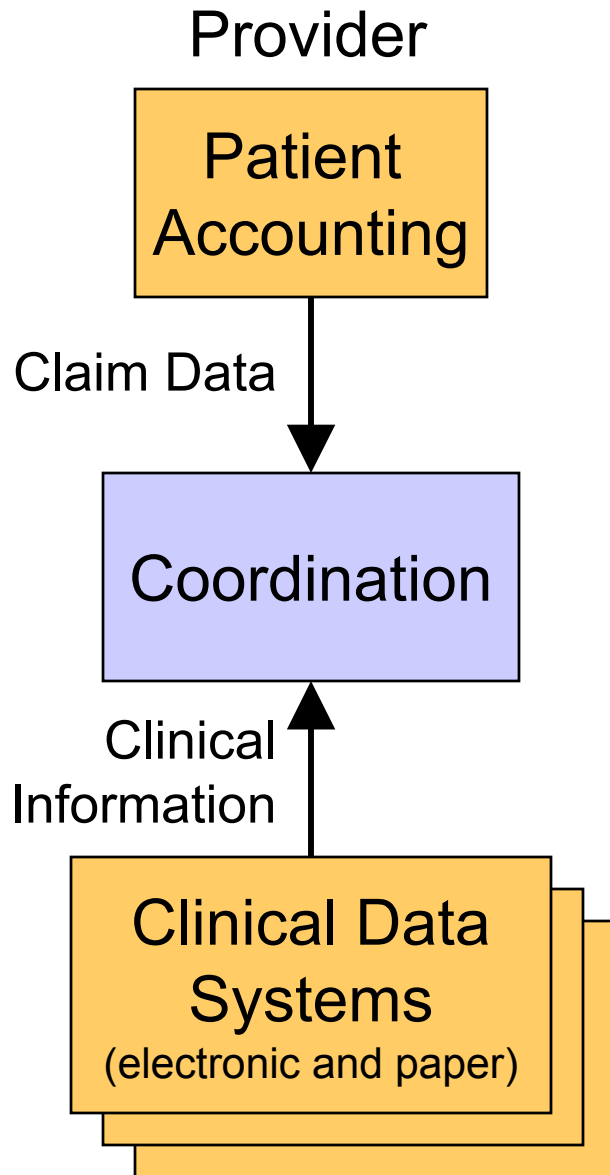 Provider
Patient
Accounting
Claim Data
Coordination
Clinical
Information
Clinical Data
Systems
(electronic and paper)